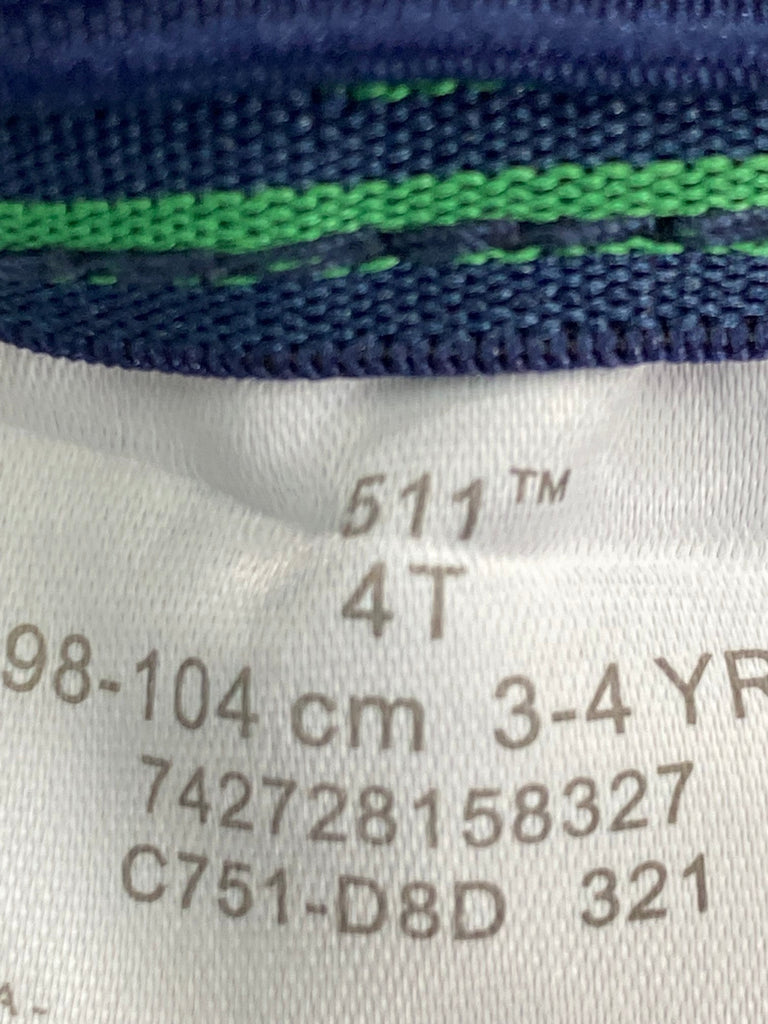 511™
4T
98-104 cm 3-4 YR
742728158327
C751-D8D 321
A -